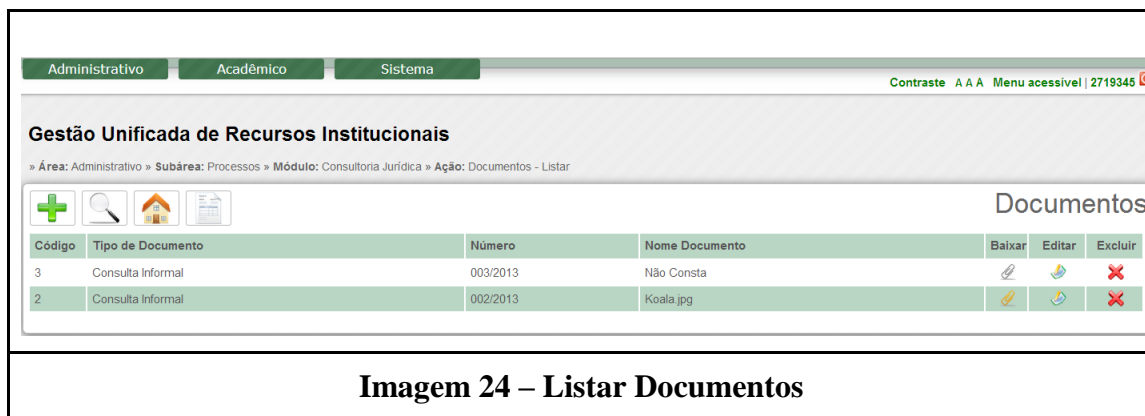 Administrativo Acadêmico Sistema
Contraste A A A Menu acessível | 2719345
Gestão Unificada de Recursos Institucionais
» Área: Administrativo » Subárea: Processos » Módulo: Consultoria Jurídica » Ação: Documentos - Listar
Documentos
Código Tipo de Documento Número Nome Documento Baixar Editar Excluir
3 Consulta Informal 003/2013 Não Consta
2 Consulta Informal 002/2013 Koala.jpg
Imagem 24 – Listar Documentos